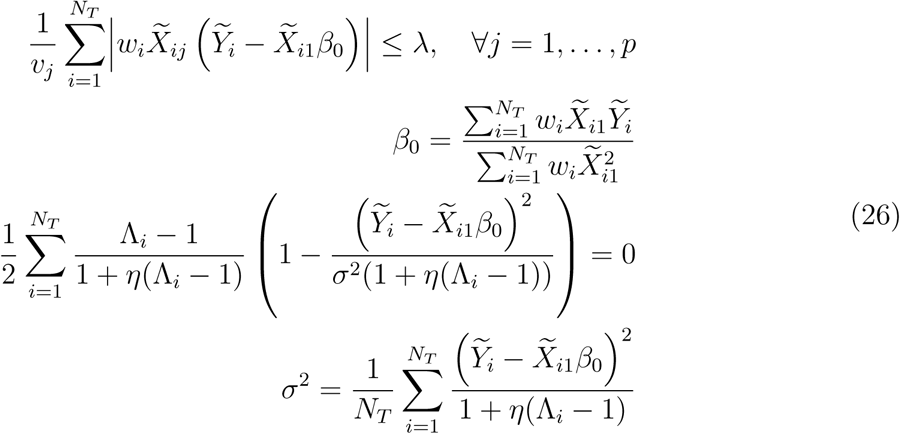 \frac{1}{v_j} \sum_{i=1}^{N_T} \left| w_i \widetilde{X}_{ij} \left( \widetilde{Y}_i - \widetilde{X}_{i1} \beta_0 \right) \right| \leq \lambda, \quad \forall j = 1, \ldots, p
\beta_0 = \frac{\sum_{i=1}^{N_T} w_i \widetilde{X}_{i1} \widetilde{Y}_i}{\sum_{i=1}^{N_T} w_i \widetilde{X}_{i1}^2}
\frac{1}{2} \sum_{i=1}^{N_T} \frac{\Lambda_i - 1}{1 + \eta(\Lambda_i - 1)} \left( 1 - \frac{\left( \widetilde{Y}_i - \widetilde{X}_{i1} \beta_0 \right)^2}{\sigma^2 (1 + \eta(\Lambda_i - 1))} \right) = 0 \quad (26)
\sigma^2 = \frac{1}{N_T} \sum_{i=1}^{N_T} \frac{\left( \widetilde{Y}_i - \widetilde{X}_{i1} \beta_0 \right)^2}{1 + \eta(\Lambda_i - 1)}